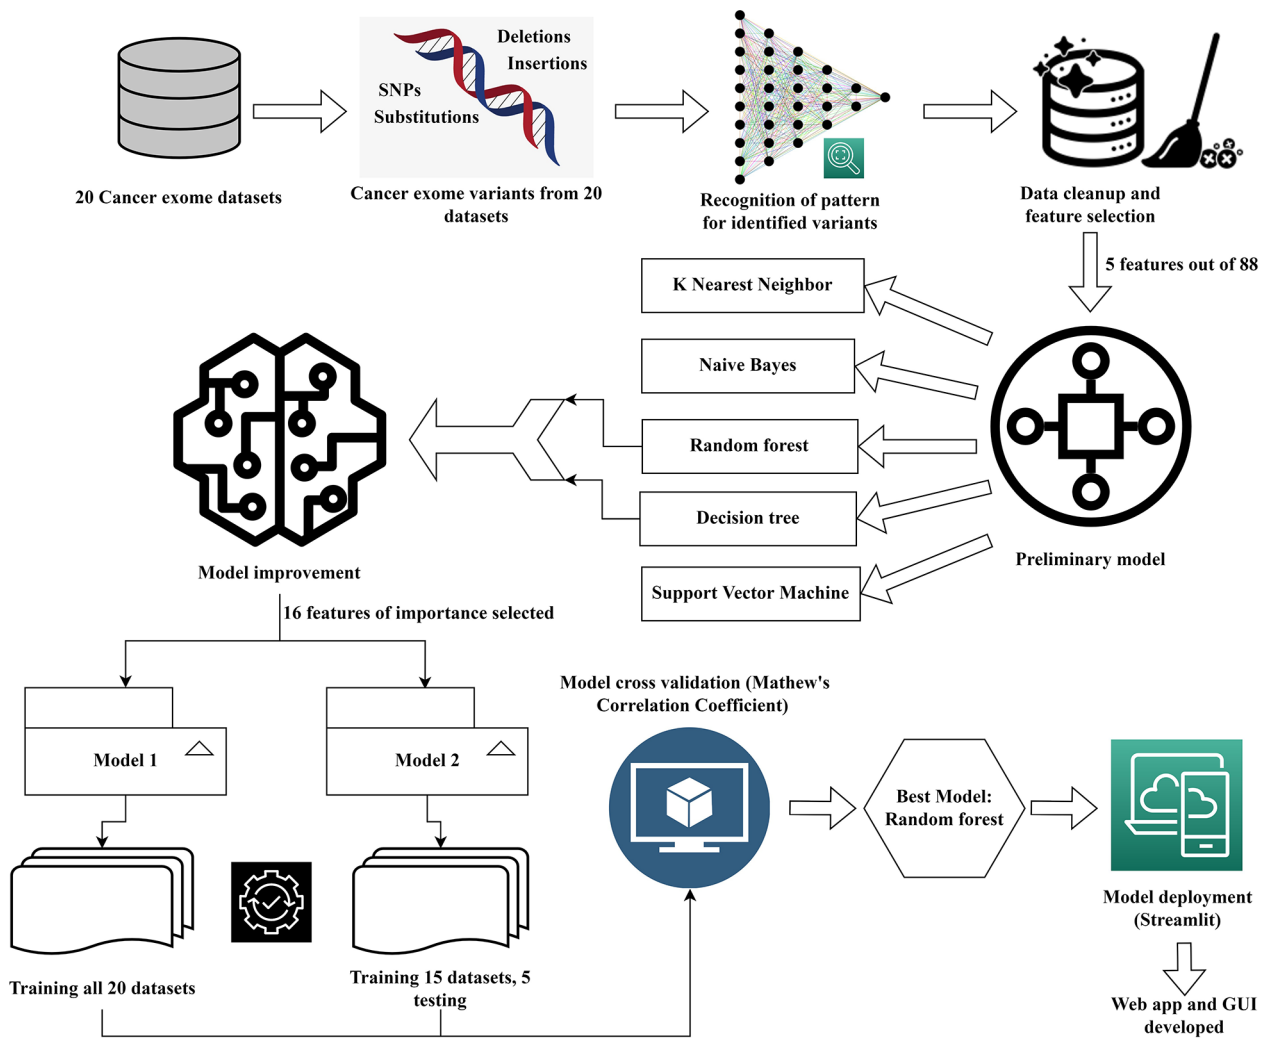 Deletions
Insertions
SNPs
Substitutions
20 Cancer exome datasets
Cancer exome variants from 20
datasets
Recognition of pattern
for identified variants
Data cleanup and
feature selection
5 features out of 88
K Nearest Neighbor
Naive Bayes
Random forest
Decision tree
Support Vector Machine
Preliminary model
Model improvement
16 features of importance selected
Model 1
Model 2
Training all 20 datasets
Training 15 datasets, 5
testing
Model cross validation (Mathew's
Correlation Coefficient)
Best Model:
Random forest
Model deployment
(Streamlit)
Web app and GUI
developed